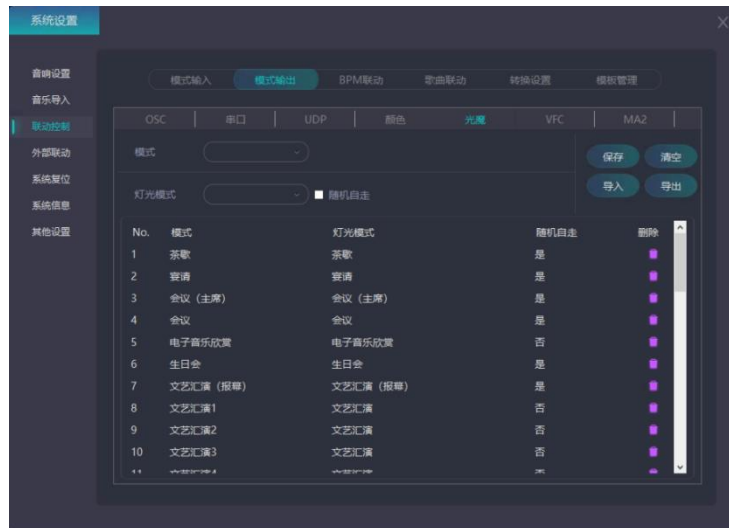 系统设置
音响设置
音乐导入
联动控制
外部联动
系统复位
系统信息
其他设置
模式输入 模式输出 BPM联动 歌曲联动 转换设置 模板管理
OSC 串口 UDP 颜色 光魔 VFC MA2
模式
保存 清空
灯光模式 随机自走
导入 导出
No. 模式 灯光模式 随机自走 删除
1 茶歇 茶歇 是
2 宴请 宴请 是
3 会议（主席） 会议（主席） 是
4 会议 会议 是
5 电子音乐欣赏 电子音乐欣赏 否
6 生日会 生日会 是
7 文艺汇演（报幕） 文艺汇演（报幕） 是
8 文艺汇演1 文艺汇演 否
9 文艺汇演2 文艺汇演 否
10 文艺汇演3 文艺汇演 否